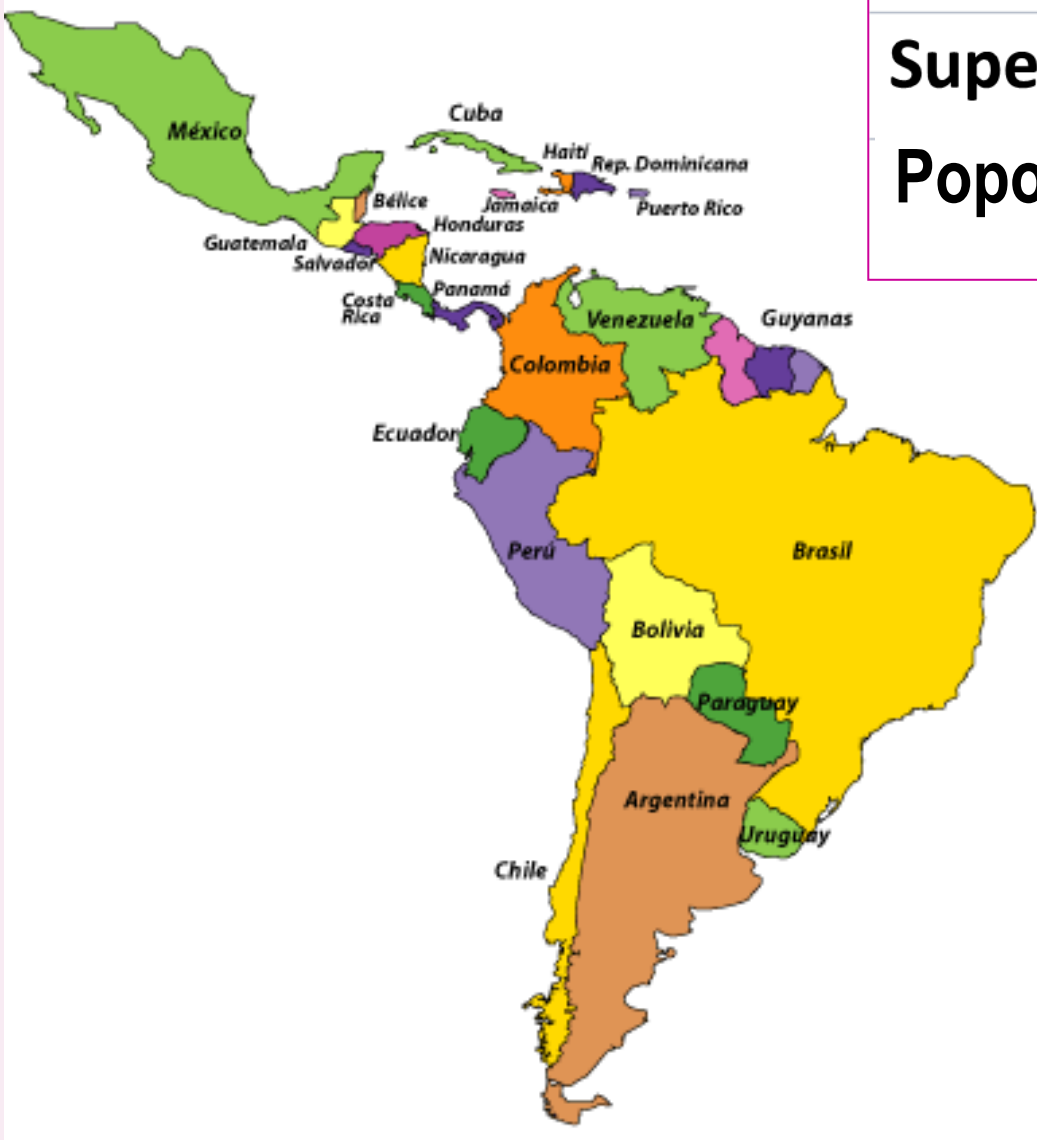 Supe
Popo
Cuba
México
Haití
Rep. Dominicana
Bélice
Jamaica
Puerto Rico
Honduras
Guatemala
Salvador
Nicaragua
Panamá
Costa
Rica
Venezuela
Guyanas
Colombia
Ecuador
Perú
Brasil
Bolivia
Paraguay
Argentina
Uruguay
Chile